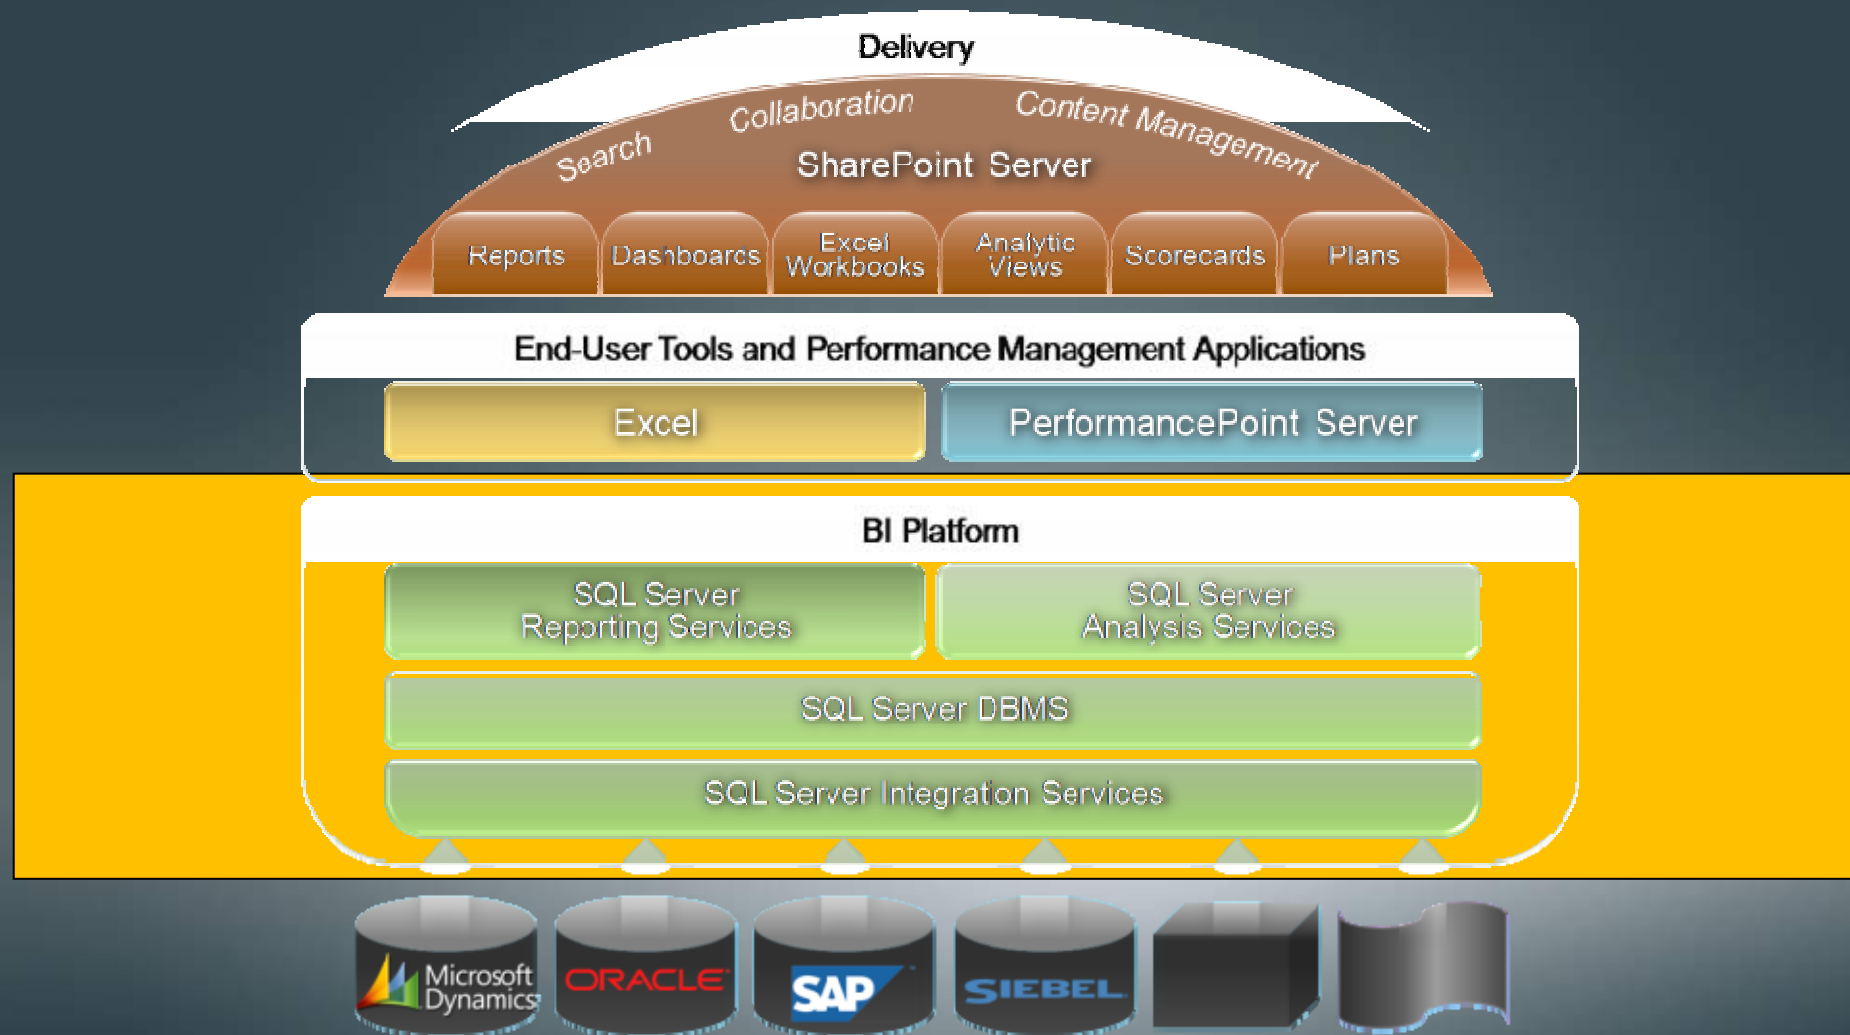 Delivery
Search
Collaboration
Content Management
SharePoint Server
Reports
Dashboards
Excel
Workbooks
Analytic
Views
Scorecards
Plans
End-User Tools and Performance Management Applications
Excel
PerformancePoint Server
BI Platform
SQL Server
Reporting Services
SQL Server
Analysis Services
SQL Server DBMS
SQL Server Integration Services
Microsoft
Dynamics
ORACLE
SAP
SIEBEL